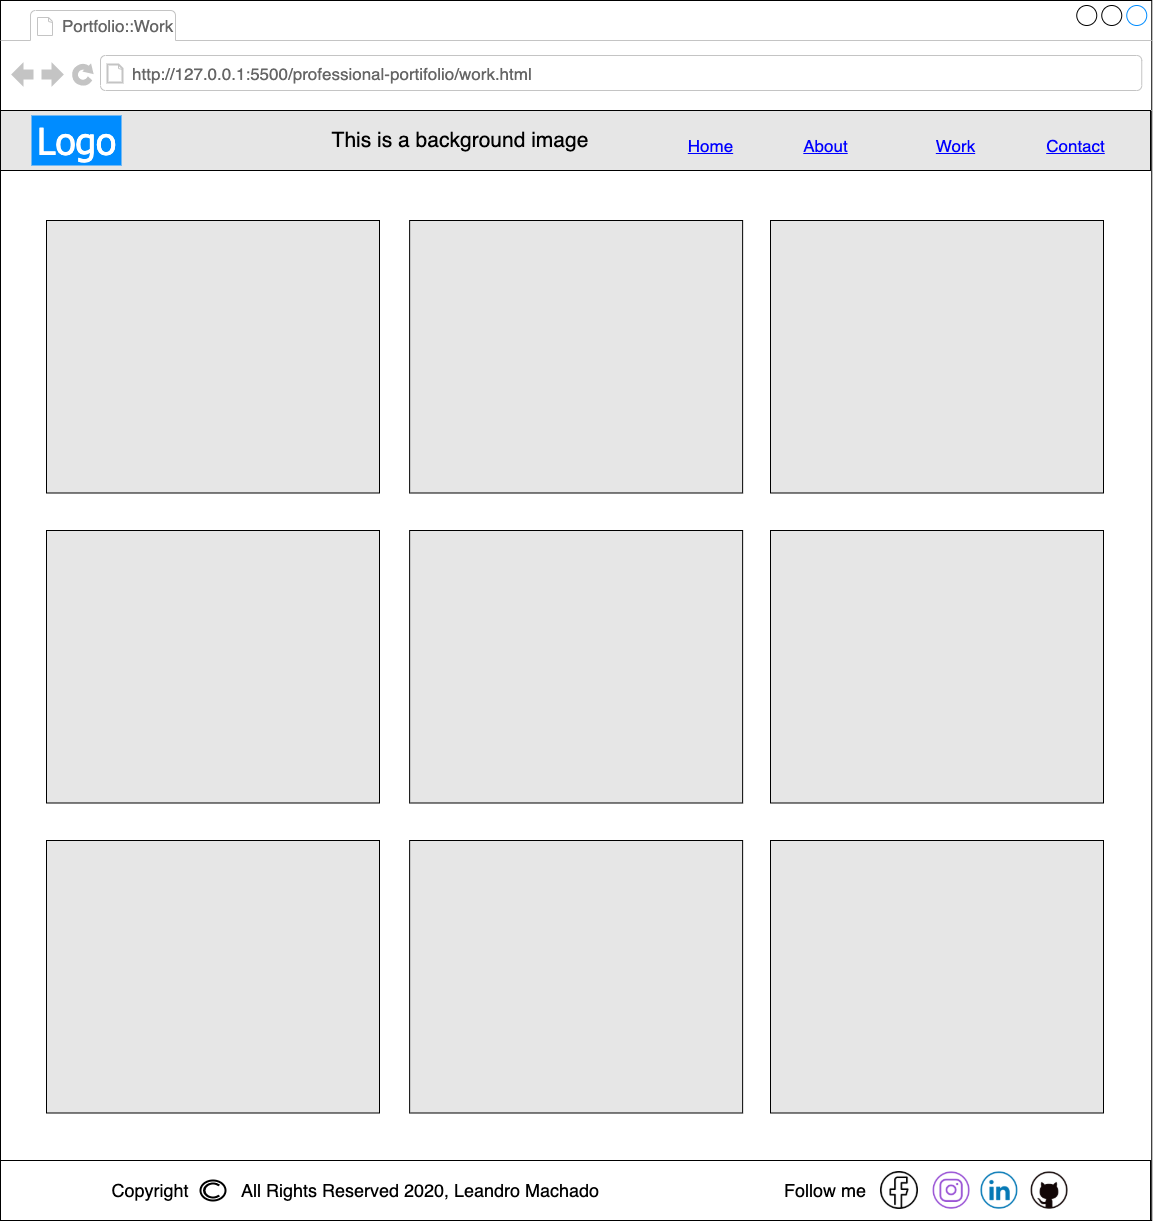 Portfolio::Work
http://127.0.0.1:5500/professional-portifolio/work.html
Logo
This is a background image
Home About Work Contact
Copyright © All Rights Reserved 2020, Leandro Machado
Follow me